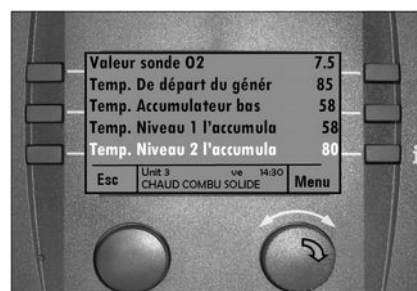 Valeur sonde O2 7.5
Temp. De départ du génér 85
Temp. Accumulateur bas 58
Temp. Niveau 1 l'accumula 58
Temp. Niveau 2 l'accumula 80
Esc Unit 3 ve 14:30 Menu
CHAUD COMBU SOLIDE